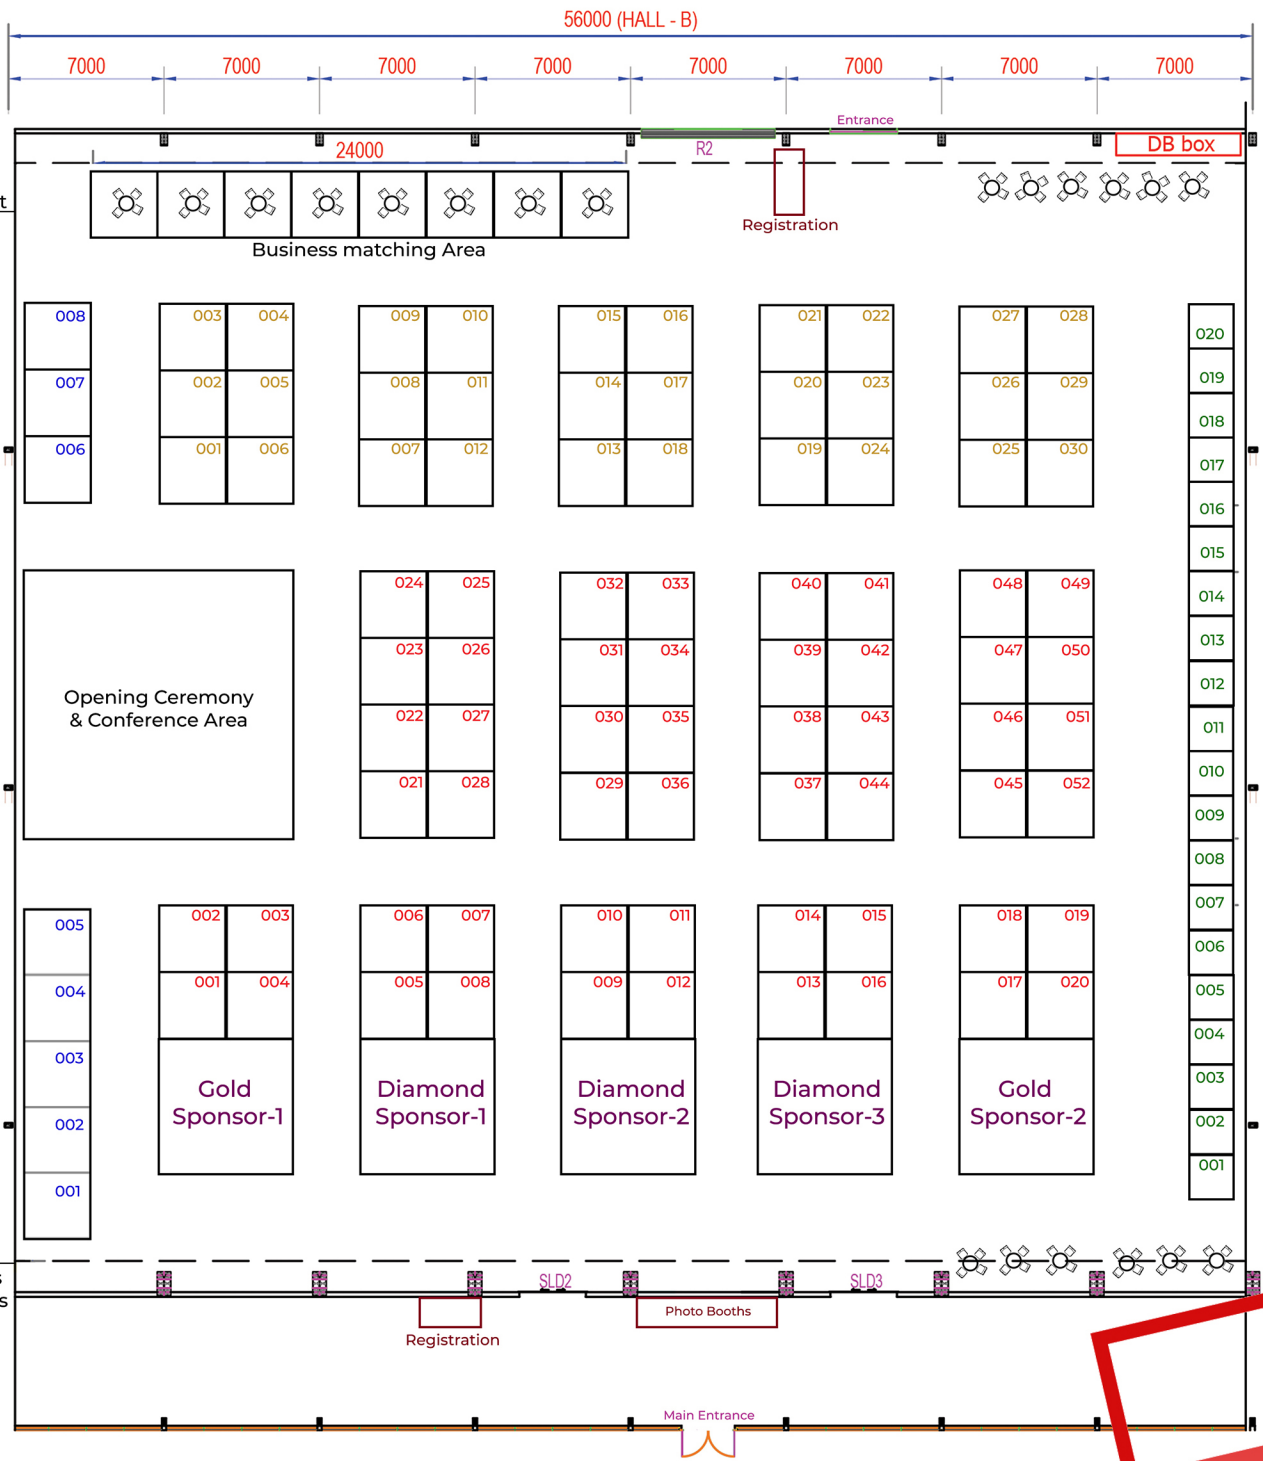 56000 (HALL - B)
7000 7000 7000 7000 7000 7000 7000 7000
Entrance
R2
DB box
24000
t
Registration
Business matching Area
008 003 004 009 010 015 016 021 022 027 028
020
007 002 005 008 011 014 017 020 023 026 029
019
018
006 001 006 007 012 013 018 019 024 025 030
017
016
015
024 025 032 033 040 041 048 049
014
023 026 031 034 039 042 047 050
013
012
Opening Ceremony
& Conference Area
022 027 030 035 038 043 046 051
011
010
021 028 029 036 037 044 045 052
009
008
007
005 002 003 006 007 010 011 014 015 018 019
006
004 001 004 005 008 009 012 013 016 017 020
005
004
003
003
Gold
Sponsor-1
Diamond
Sponsor-1
Diamond
Sponsor-2
Diamond
Sponsor-3
Gold
Sponsor-2
002
002
001
001
SLD2 SLD3
s
Photo Booths
Registration
Main Entrance